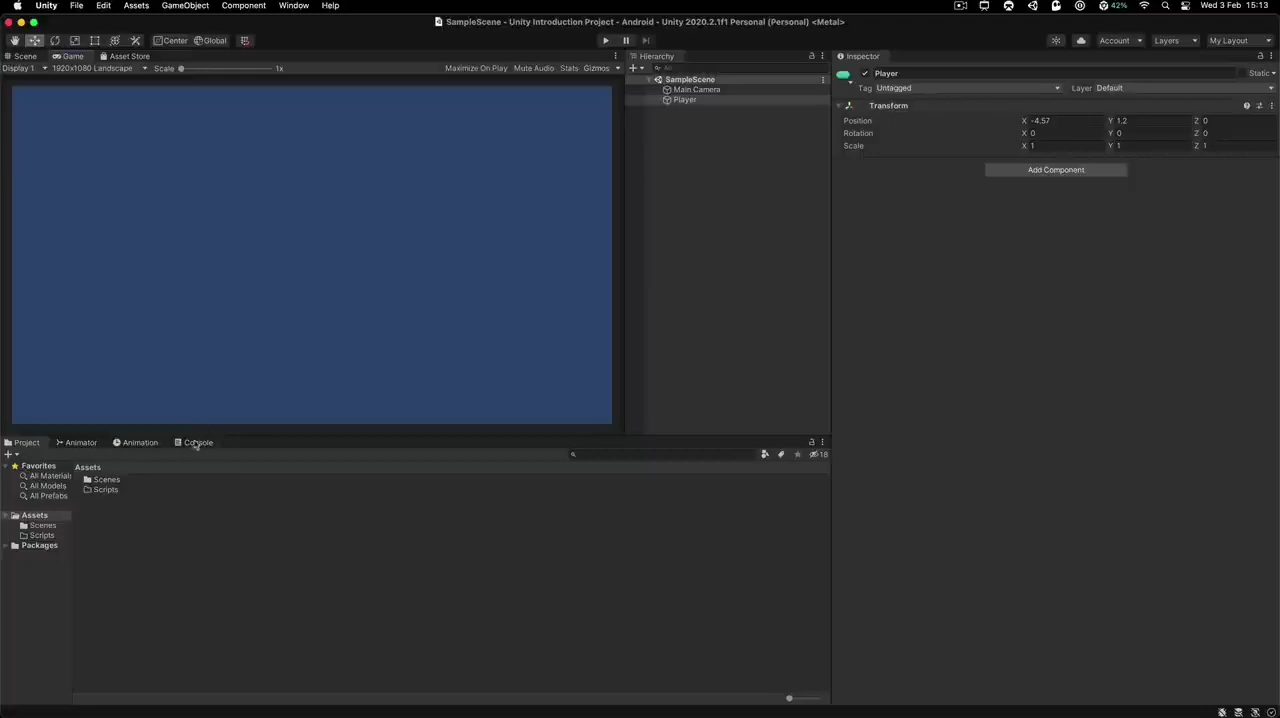 Unity File Edit Assets GameObject Component Window Help 42% Wed 3 Feb 15:13
SampleScene - Unity Introduction Project - Android - Unity 2020.2.1f1 Personal (Personal) <Metal>
Center Global Account Layers My Layout
Scene Game Asset Store
Display 1 1920x1080 Landscape Scale 1x Maximize On Play Mute Audio Stats Gizmos
Hierarchy
All
SampleScene
Main Camera
Player
Inspector
Player Static
Tag Untagged Layer Default
Transform
Position X -4.57 Y 1.2 Z 0
Rotation X 0 Y 0 Z 0
Scale X 1 Y 1 Z 1
Add Component
Project Animator Animation Console
18
Favorites
All Materials
All Models
All Prefabs
Assets
Scenes
Scripts
Packages
Assets
Scenes
Scripts